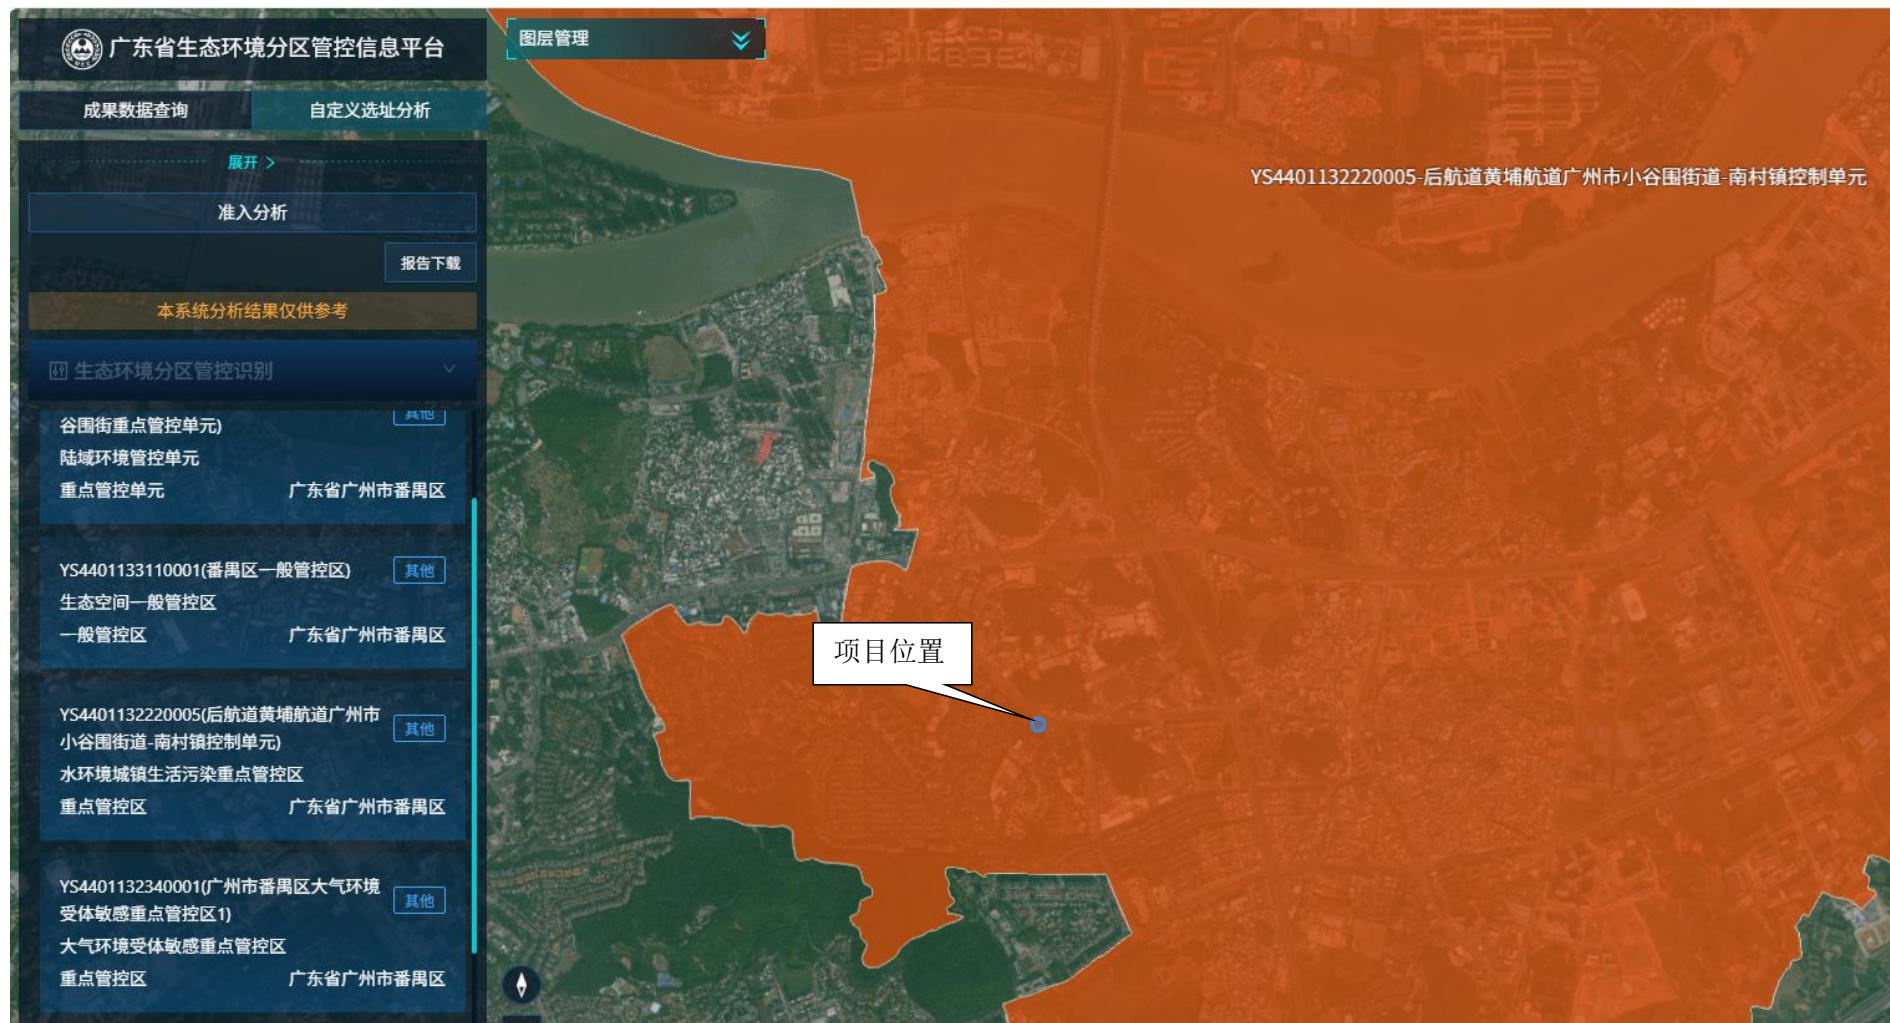 广东省生态环境分区管控信息平台
图层管理
成果数据查询
自定义选址分析
展开 >
准入分析
报告下载
本系统分析结果仅供参考
生态环境分区管控识别
谷围街重点管控单元)
其他
陆域环境管控单元
重点管控单元
广东省广州市番禺区
YS4401133110001(番禺区一般管控区)
其他
生态空间一般管控区
一般管控区
广东省广州市番禺区
YS4401132220005(后航道黄埔航道广州市
小谷围街道-南村镇控制单元)
其他
水环境城镇生活污染重点管控区
重点管控区
广东省广州市番禺区
YS4401132340001(广州市番禺区大气环境
受体敏感重点管控区1)
其他
大气环境受体敏感重点管控区
重点管控区
广东省广州市番禺区
YS4401132220005-后航道黄埔航道广州市小谷围街道-南村镇控制单元
项目位置